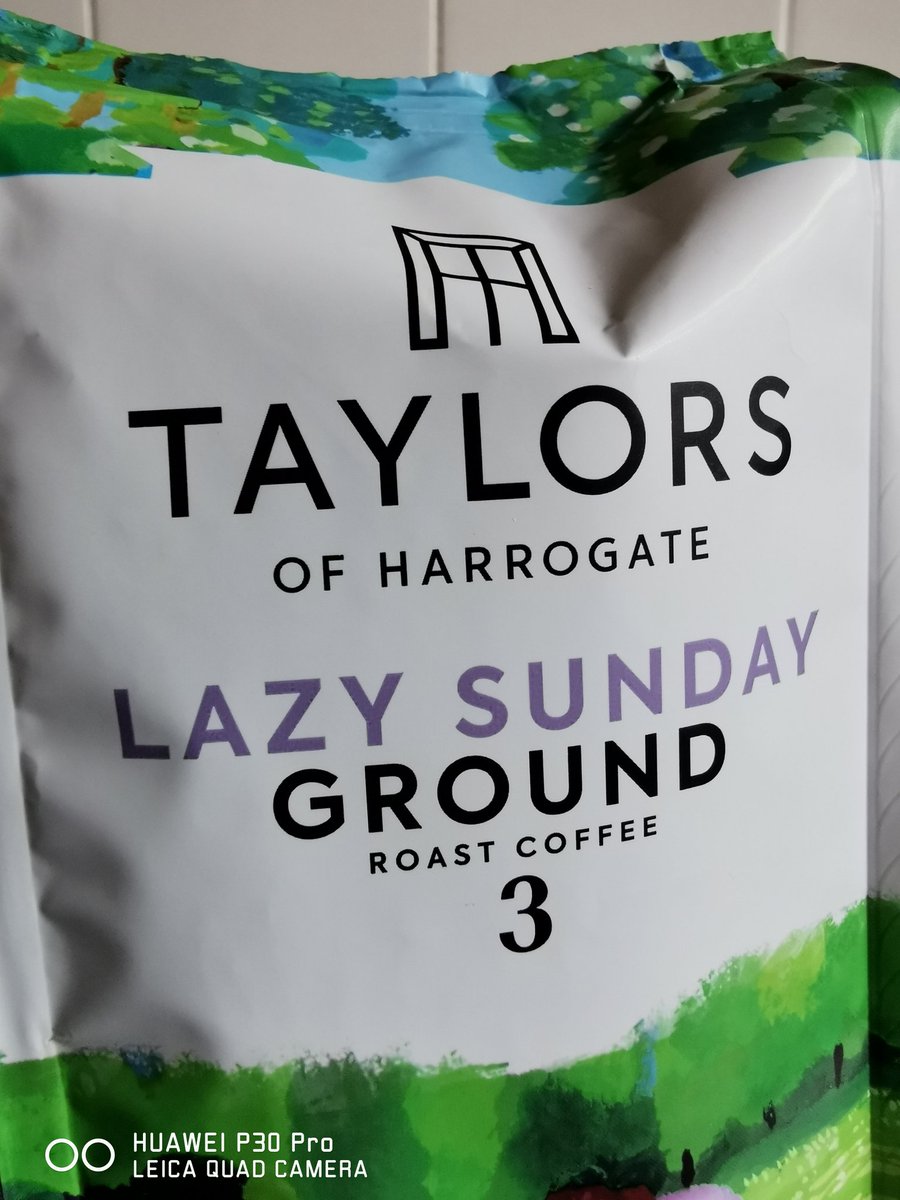 TAYLORS
OF HARROGATE
LAZY SUNDAY
GROUND
ROAST COFFEE
3
HUAWEI P30 Pro
LEICA QUAD CAMERA